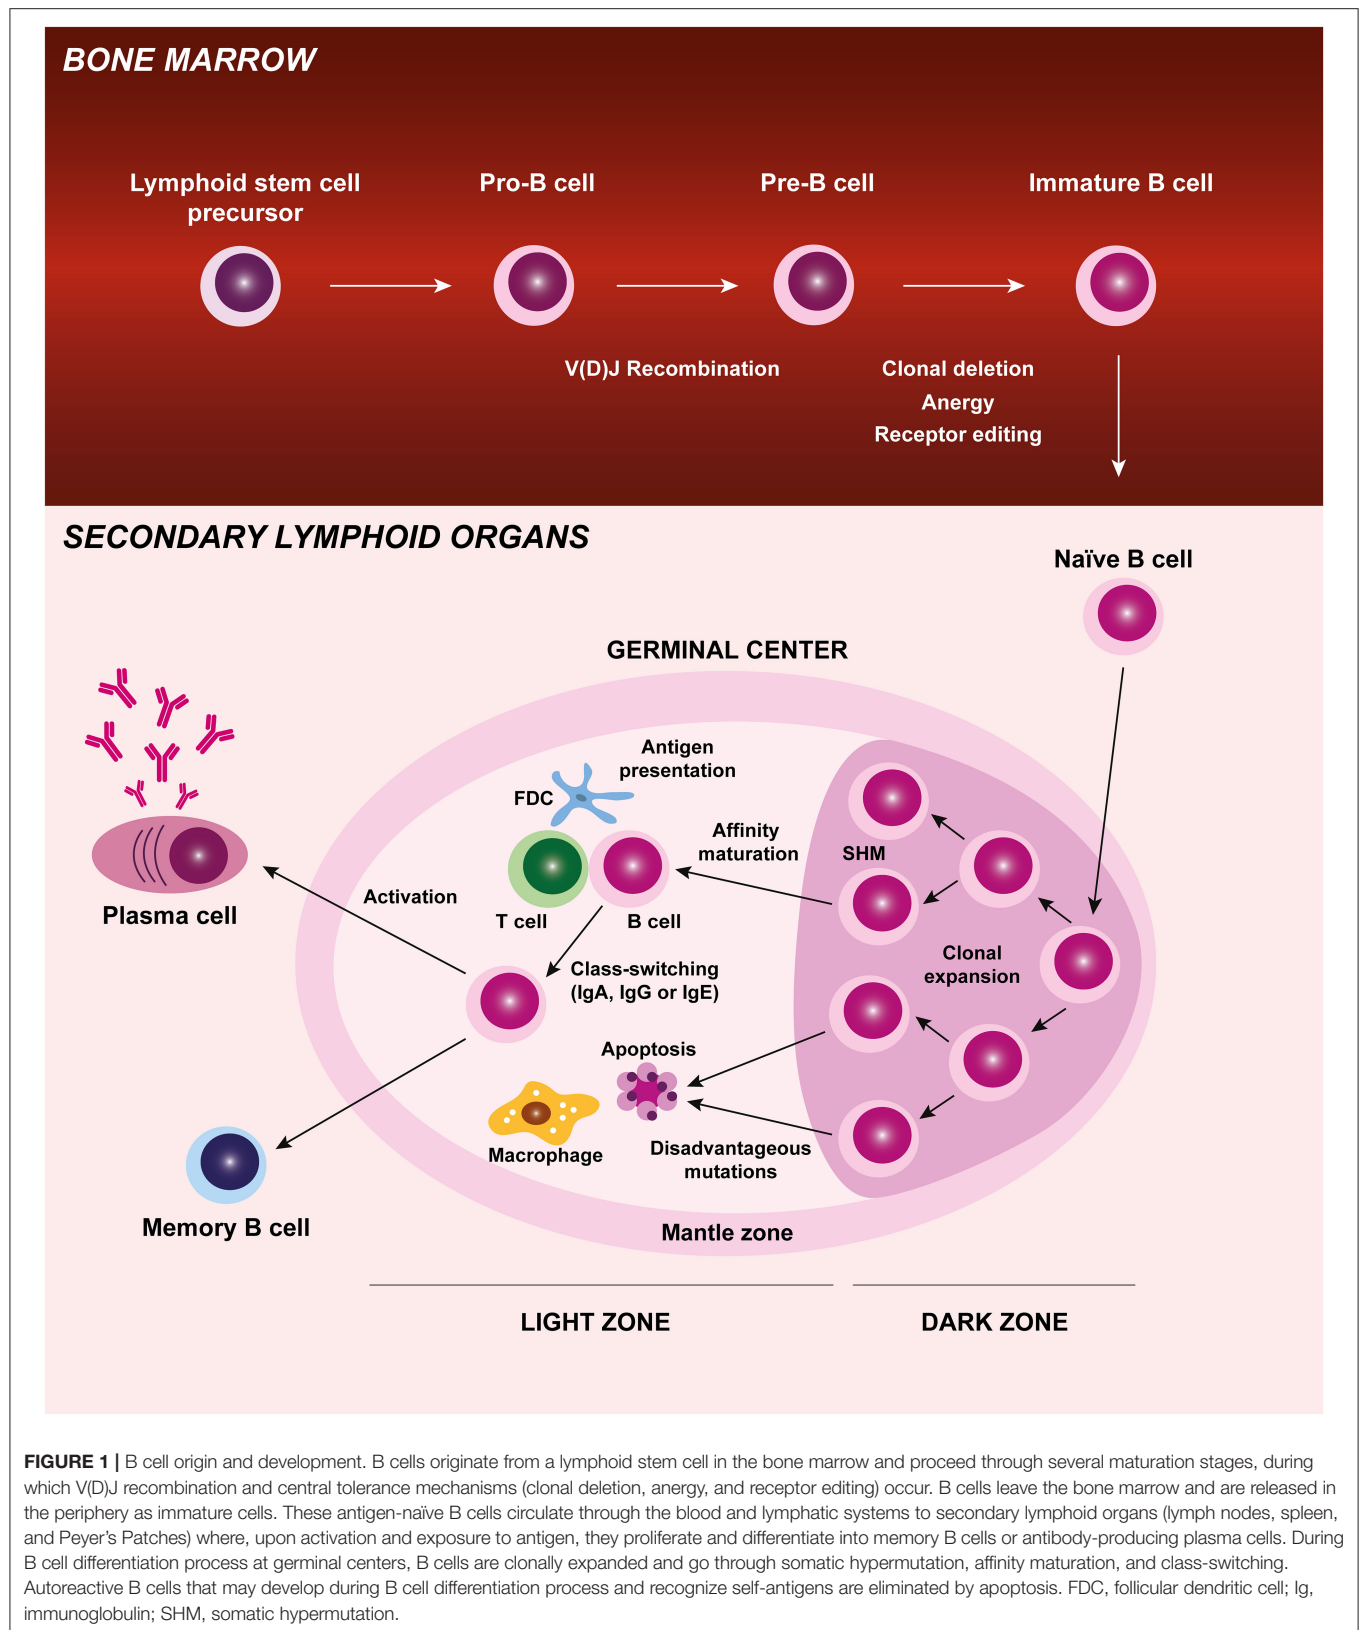 BONE MARROW
Lymphoid stem cell
precursor
Pro-B cell
Pre-B cell
Immature B cell
V(D)J Recombination
Clonal deletion
Anergy
Receptor editing
SECONDARY LYMPHOID ORGANS
Naïve B cell
GERMINAL CENTER
Antigen
presentation
FDC
Affinity
maturation
SHM
Activation
T cell
B cell
Plasma cell
Clonal
expansion
Class-switching
(IgA, IgG or IgE)
Apoptosis
Macrophage
Disadvantageous
mutations
Memory B cell
Mantle zone
LIGHT ZONE
DARK ZONE
FIGURE 1 | B cell origin and development. B cells originate from a lymphoid stem cell in the bone marrow and proceed through several maturation stages, during
which V(D)J recombination and central tolerance mechanisms (clonal deletion, anergy, and receptor editing) occur. B cells leave the bone marrow and are released in
the periphery as immature cells. These antigen-naïve B cells circulate through the blood and lymphatic systems to secondary lymphoid organs (lymph nodes, spleen,
and Peyer's Patches) where, upon activation and exposure to antigen, they proliferate and differentiate into memory B cells or antibody-producing plasma cells. During
B cell differentiation process at germinal centers, B cells are clonally expanded and go through somatic hypermutation, affinity maturation, and class-switching.
Autoreactive B cells that may develop during B cell differentiation process and recognize self-antigens are eliminated by apoptosis. FDC, follicular dendritic cell; Ig,
immunoglobulin; SHM, somatic hypermutation.